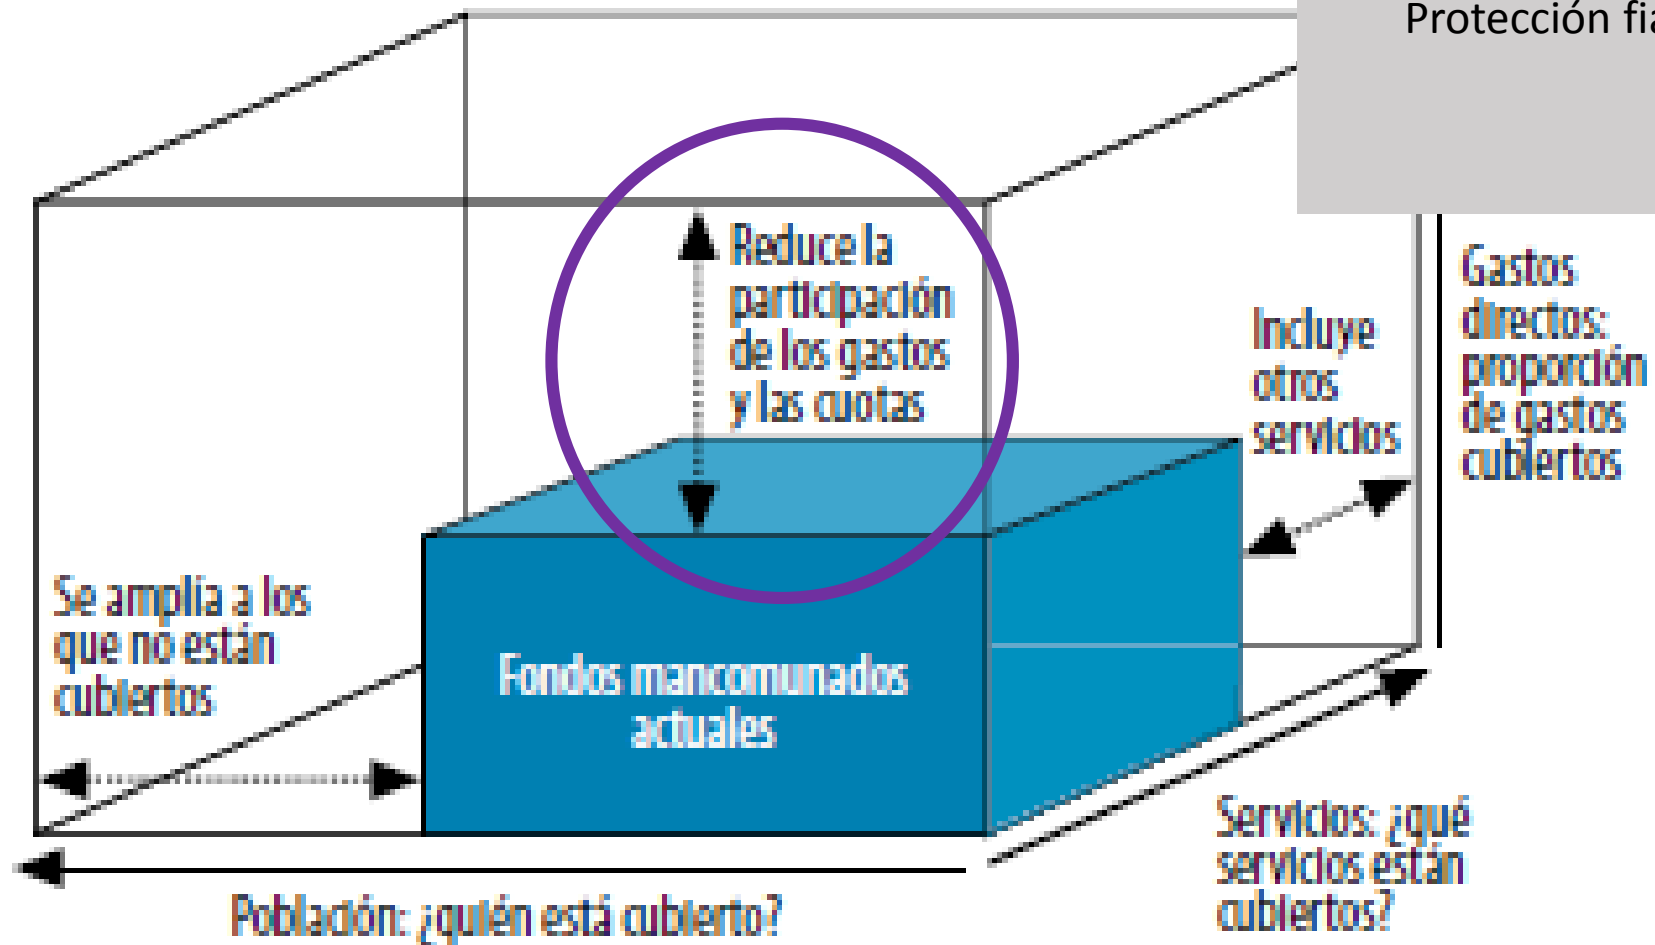 Protección
Reduce la
participación
de los gastos
y las cuotas
Incluye
otros
servicios
Gastos
directos:
proporción
de gastos
cubiertos
Se amplía a los
que no están
cubiertos
Fondos mancomunados
actuales
Servicios: ¿qué
servicios están
cubiertos?
Población: ¿quién está cubierto?